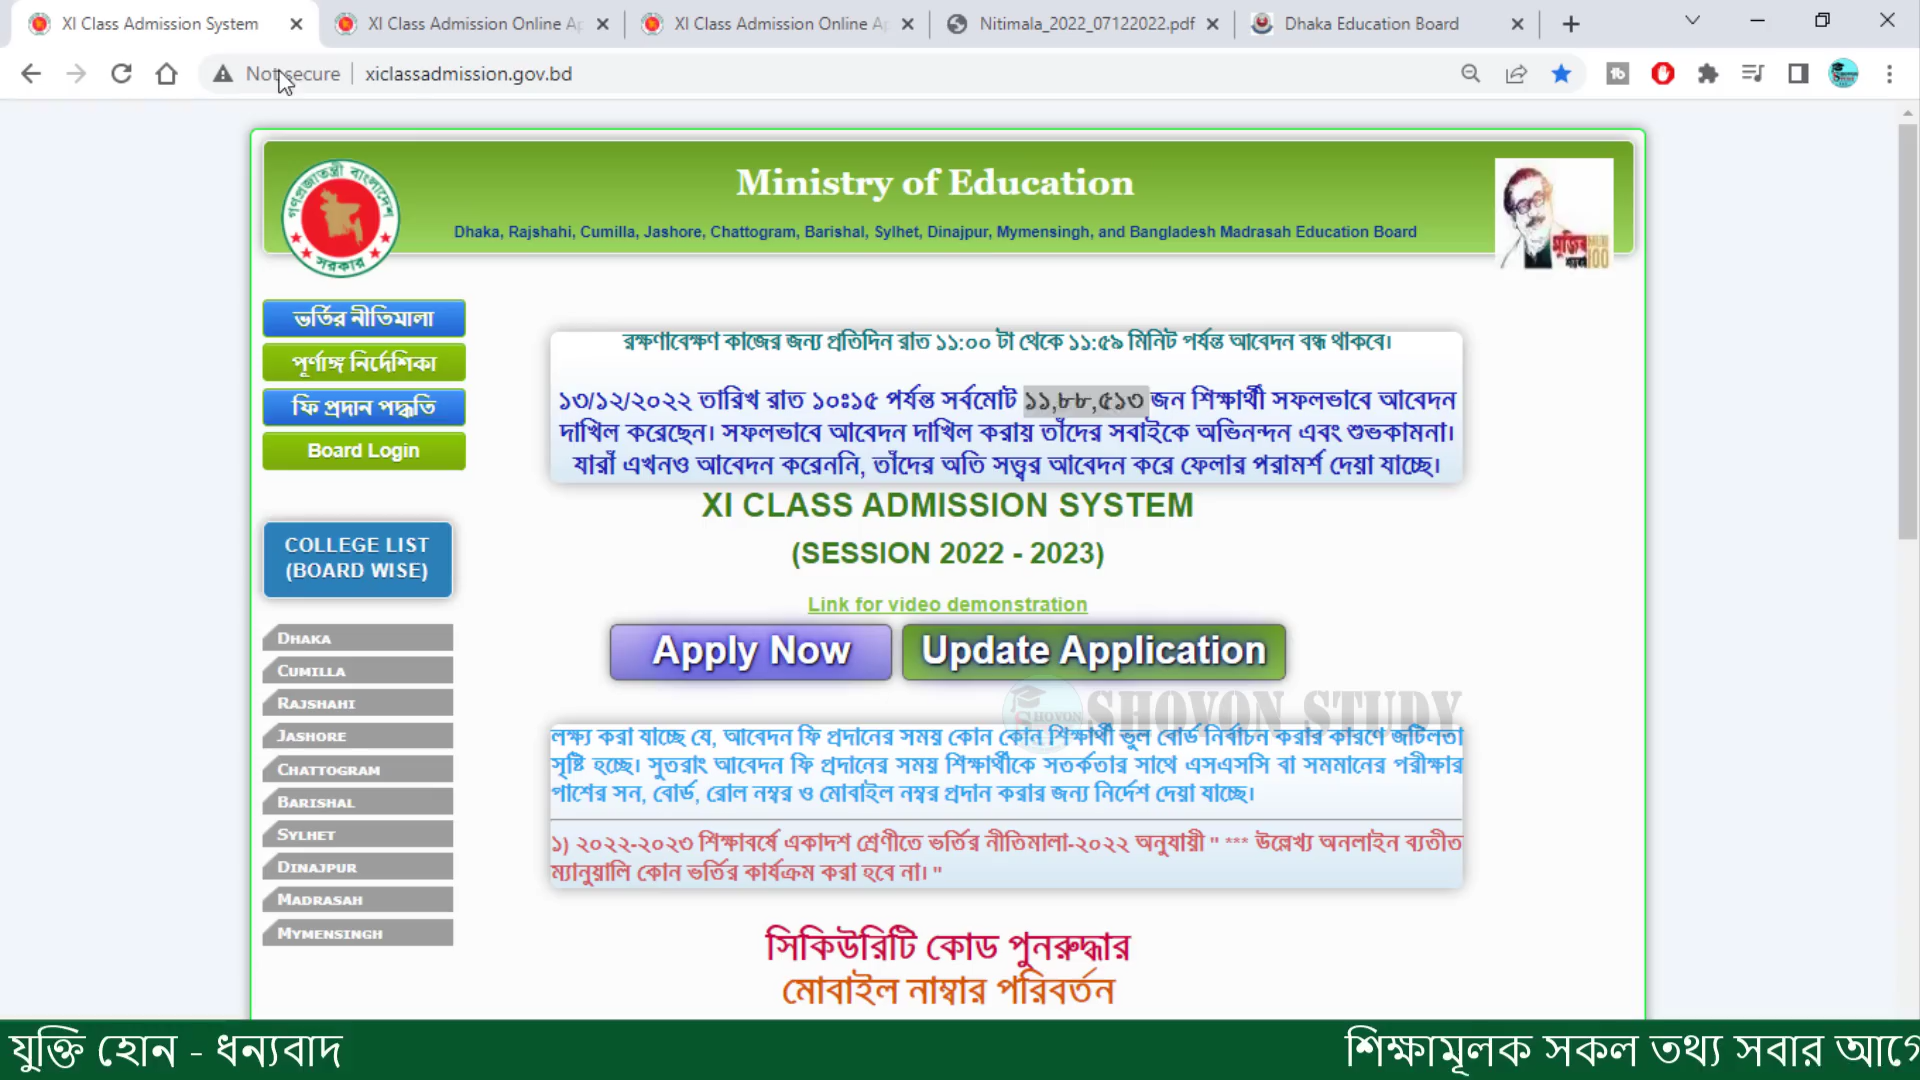 XI Class Admission System
XI Class Admission Online Ap
XI Class Admission Online Ap
Nitimala_2022_07122022.pdf
Dhaka Education Board
Not secure
xiclassadmission.gov.bd
গণপ্রজাতন্ত্রী বাংলাদেশ
সরকার
Ministry of Education
Dhaka, Rajshahi, Cumilla, Jashore, Chattogram, Barishal, Sylhet, Dinajpur, Mymensingh, and Bangladesh Madrasah Education Board
মুজিব
100
ভর্তির নীতিমালা
পূর্ণাঙ্গ নির্দেশিকা
ফি প্রদান পদ্ধতি
Board Login
রক্ষণাবেক্ষণ কাজের জন্য প্রতিদিন রাত ১১:০০ টা থেকে ১১:৫৯ মিনিট পর্যন্ত আবেদন বন্ধ থাকবে।
১৩/১২/২০২২ তারিখ রাত ১০ঃ১৫ পর্যন্ত সর্বমোট ১১,৮৮,৫১৩ জন শিক্ষার্থী সফলভাবে আবেদন
দাখিল করেছেন। সফলভাবে আবেদন দাখিল করায় তাঁদের সবাইকে অভিনন্দন এবং শুভকামনা।
যারাঁ এখনও আবেদন করেননি, তাঁদের অতি সত্ত্বর আবেদন করে ফেলার পরামর্শ দেয়া যাচ্ছে।
XI CLASS ADMISSION SYSTEM
(SESSION 2022 - 2023)
Link for video demonstration
Apply Now
Update Application
COLLEGE LIST
(BOARD WISE)
DHAKA
CUMILLA
RAJSHAHI
JASHORE
CHATTOGRAM
BARISHAL
SYLHET
DINAJPUR
MADRASAH
MYMENSINGH
SHOVON STUDY
লক্ষ্য করা যাচ্ছে যে, আবেদন ফি প্রদানের সময় কোন কোন শিক্ষার্থী ভুল বোর্ড নির্বাচন করার কারণে জটিলতা
সৃষ্টি হচ্ছে। সুতরাং আবেদন ফি প্রদানের সময় শিক্ষার্থীকে সতর্কতার সাথে এসএসসি বা সমমানের পরীক্ষার
পাশের সন, বোর্ড, রোল নম্বর ও মোবাইল নম্বর প্রদান করার জন্য নির্দেশ দেয়া যাচ্ছে।
১) ২০২২-২০২৩ শিক্ষাবর্ষে একাদশ শ্রেণীতে ভর্তির নীতিমালা-২০২২ অনুযায়ী " *** উল্লেখ্য অনলাইন ব্যতীত
ম্যানুয়ালি কোন ভর্তির কার্যক্রম করা হবে না। "
সিকিউরিটি কোড পুনরুদ্ধার
মোবাইল নাম্বার পরিবর্তন
যুক্তি হোন - ধন্যবাদ
শিক্ষামূলক সকল তথ্য সবার আগে